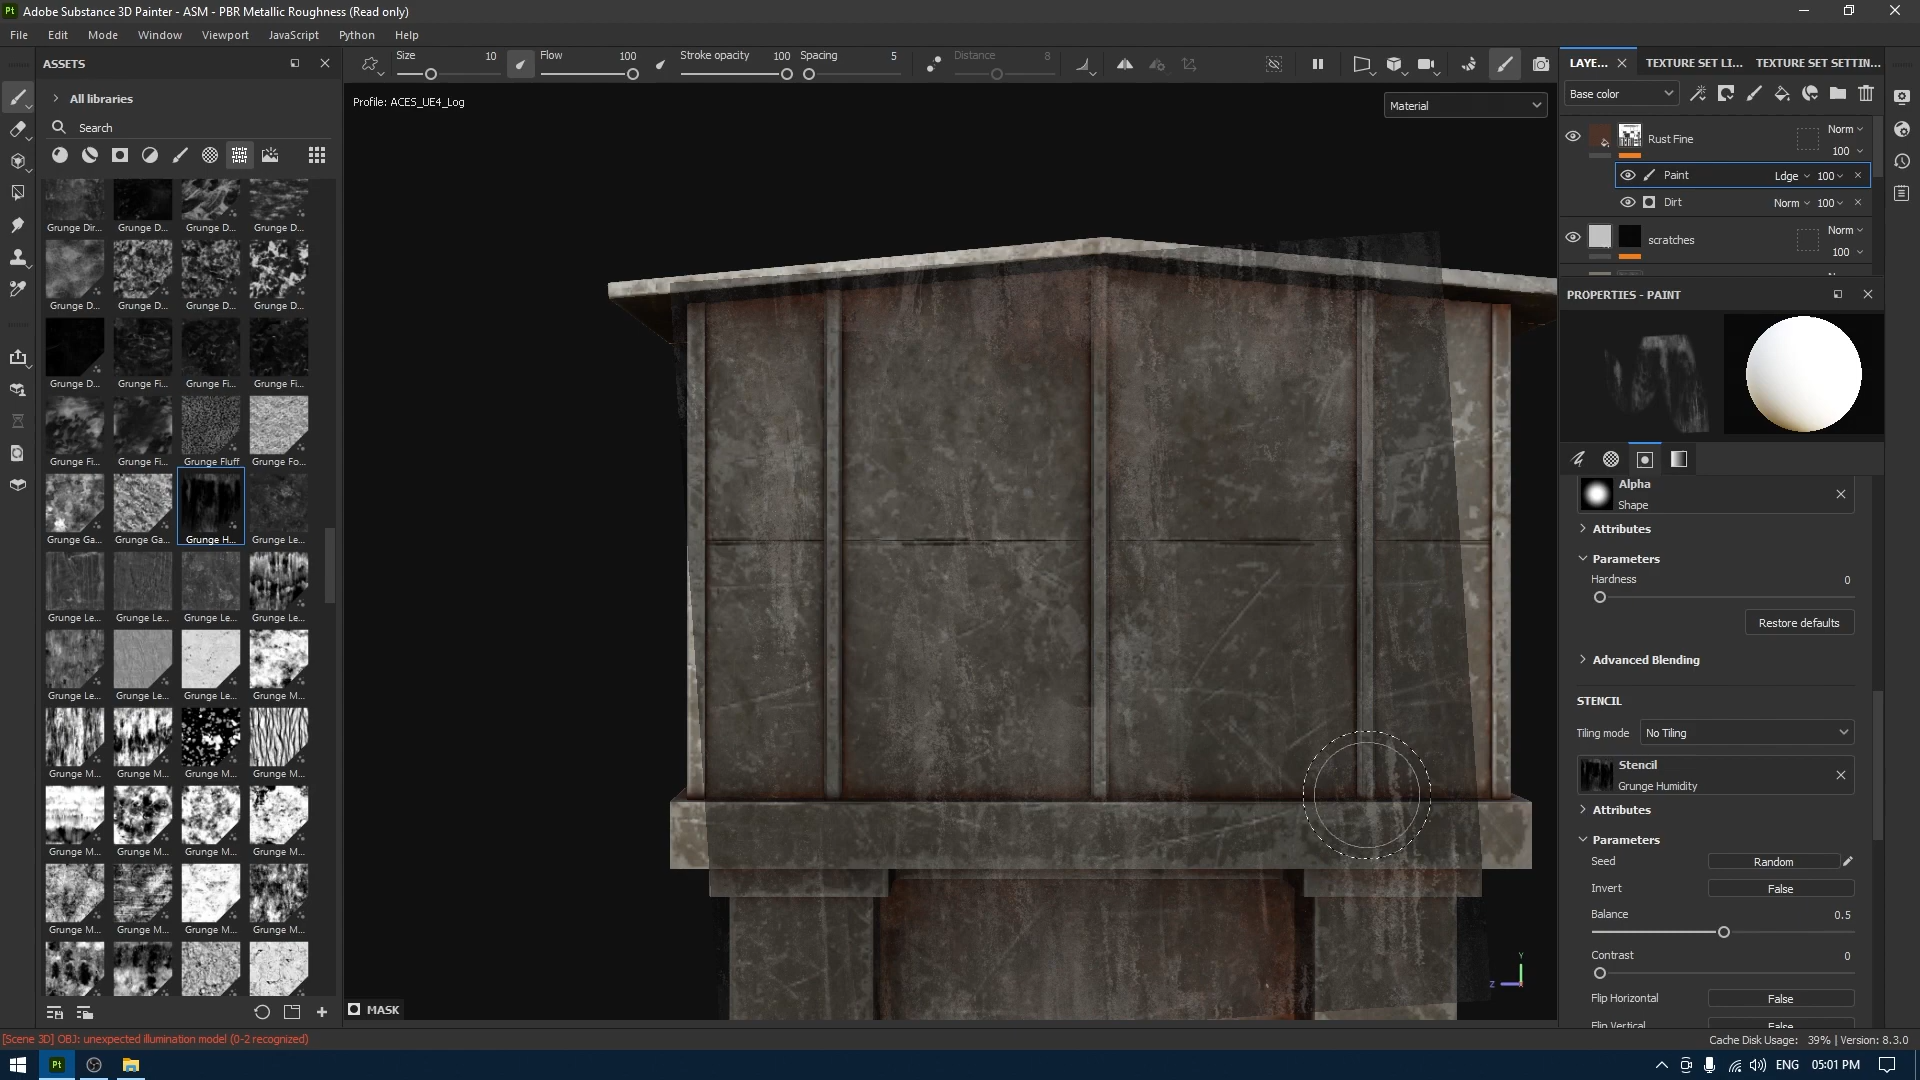 Pt Adobe Substance 3D Painter - ASM - PBR Metallic Roughness (Read only)
File Edit Mode Window Viewport JavaScript Python Help
ASSETS
Size 10 Flow 100 Stroke opacity 100 Spacing 5 Distance 8
LAYE... TEXTURE SET LI... TEXTURE SET SETTIN...
All libraries
Search
Profile: ACES_UE4_Log
Material
Base color
Rust Fine Norm 100
Paint Ldge 100
Dirt Norm 100
scratches Norm 100
Grunge Dir... Grunge D... Grunge D... Grunge D...
Grunge D... Grunge D... Grunge D... Grunge D...
Grunge D... Grunge Fi... Grunge Fi... Grunge Fi...
Grunge Fi... Grunge Fi... Grunge Fluff Grunge Fo...
Grunge Ga... Grunge Ga... Grunge H... Grunge Le...
Grunge Le... Grunge Le... Grunge Le... Grunge Le...
Grunge Le... Grunge Le... Grunge Le... Grunge M...
Grunge M... Grunge M... Grunge M... Grunge M...
Grunge M... Grunge M... Grunge M... Grunge M...
Grunge M... Grunge M... Grunge M... Grunge M...
PROPERTIES - PAINT
Alpha
Shape
Attributes
Parameters
Hardness 0
Restore defaults
Advanced Blending
STENCIL
Tiling mode No Tiling
Stencil
Grunge Humidity
Attributes
Parameters
Seed Random
Invert False
Balance 0.5
Contrast 0
Flip Horizontal False
Flip Vertical False
Y
Z
MASK
[Scene 3D] OBJ: unexpected illumination model (0-2 recognized)
Cache Disk Usage: 39% | Version: 8.3.0
Pt
ENG 05:01 PM